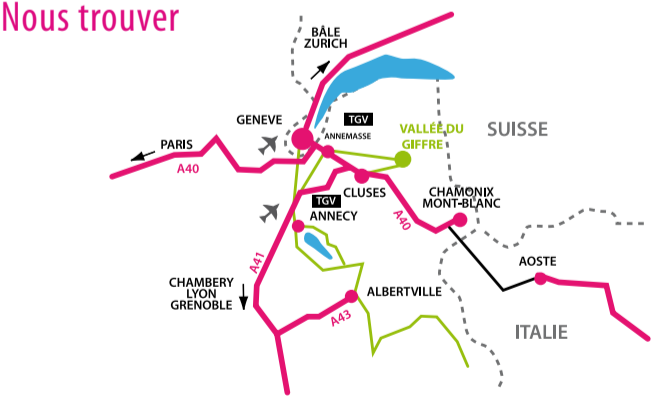 Nous trouver
BÂLE
ZURICH
GENEVE
TGV
ANNEMASSE
VALLÉE DU
GIFFRE
SUISSE
PARIS
A40
CLUSES
CHAMONIX
MONT-BLANC
TGV
ANNECY
A40
A41
AOSTE
CHAMBERY
LYON
GRENOBLE
ALBERTVILLE
A43
ITALIE